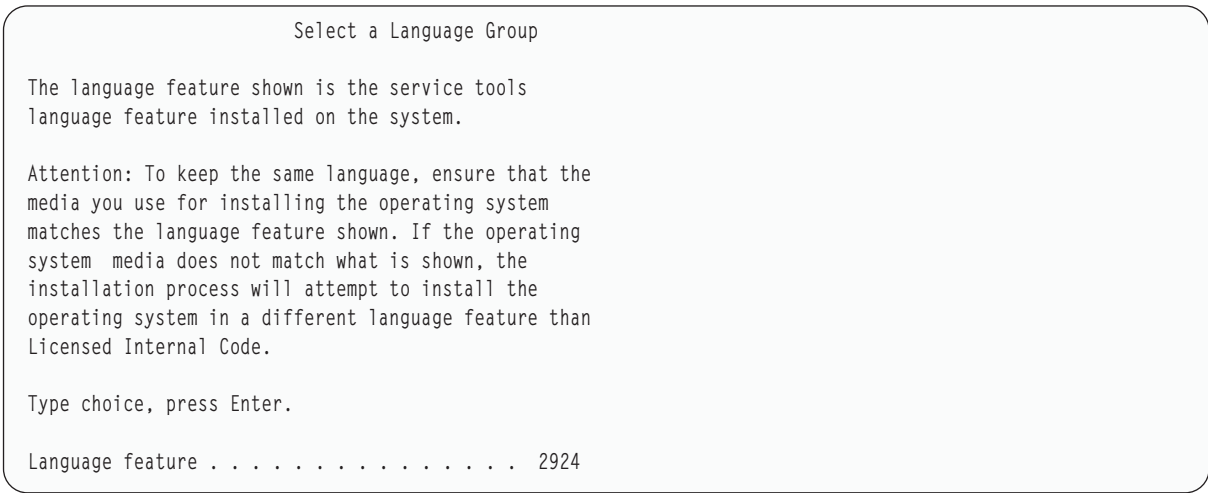 Select a Language Group
The language feature shown is the service tools
language feature installed on the system.
Attention: To keep the same language, ensure that the
media you use for installing the operating system
matches the language feature shown. If the operating
system  media does not match what is shown, the
installation process will attempt to install the
operating system in a different language feature than
Licensed Internal Code.
Type choice, press Enter.
Language feature . . . . . . . . . . . . . . . 2924